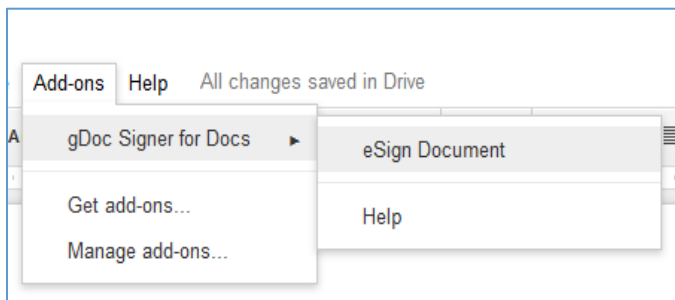 Add-ons Help All changes saved in Drive
A
gDoc Signer for Docs ►
eSign Document
Get add-ons...
Help
Manage add-ons...